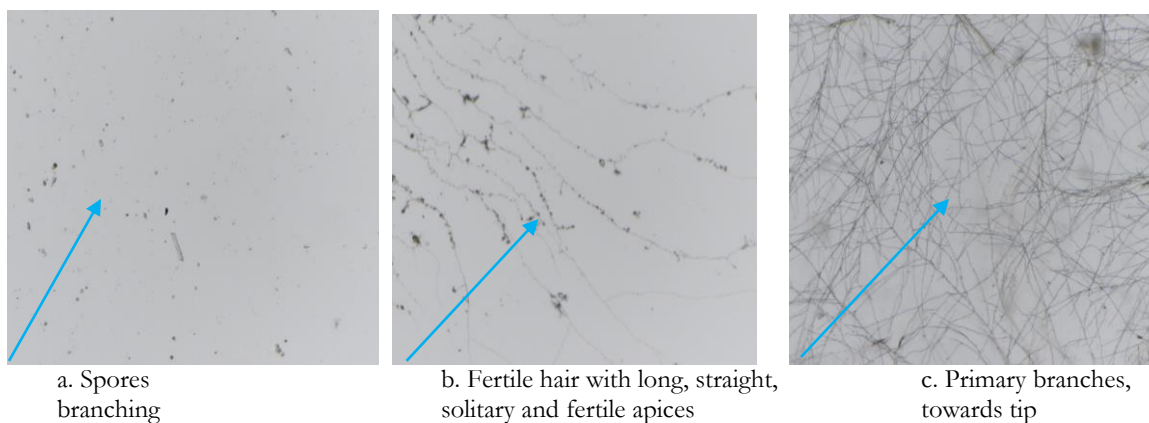 a. Spores
branching
b. Fertile hair with long, straight,
solitary and fertile apices
c. Primary branches,
towards tip